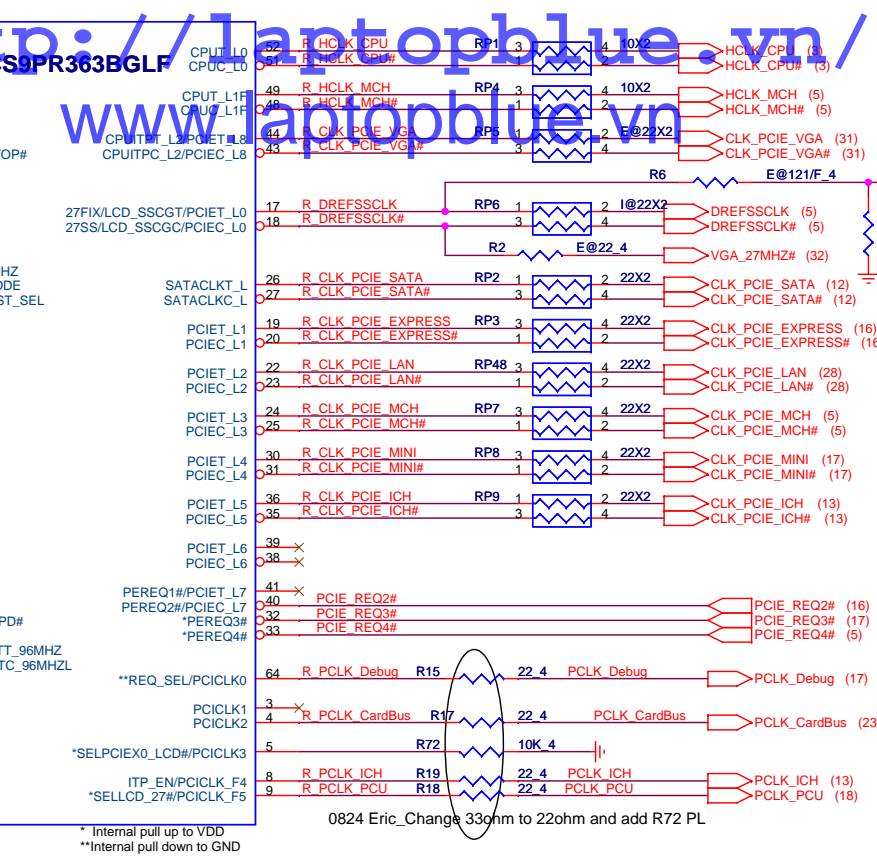 tp://laptopblue.vn/
www.laptopblue.vn
CS9PR363BGLF
CPUT_L0 52 R_HCLK_CPU RP1 3 4 10X2 HCLK_CPU (3)
CPUC_L0 51 R_HCLK_CPU# 1 2 HCLK_CPU# (3)
CPUT_L1F 49 R_HCLK_MCH RP4 3 4 10X2 HCLK_MCH (5)
CPUC_L1F 48 R_HCLK_MCH# 1 2 HCLK_MCH# (5)
CPUITPT_L2/PCIET_L8 44 R_CLK_PCIE_VGA RP5 1 2 E@22X2 CLK_PCIE_VGA (31)
TOP# CPUITPC_L2/PCIEC_L8 43 R_CLK_PCIE_VGA# 3 4 CLK_PCIE_VGA# (31)
R6 E@121/F_4
27FIX/LCD_SSCGT/PCIET_L0 17 R_DREFSSCLK RP6 1 2 I@22X2 DREFSSCLK (5)
27SS/LCD_SSCGC/PCIEC_L0 18 R_DREFSSCLK# 3 4 DREFSSCLK# (5)
R2 E@22_4 VGA_27MHZ# (32)
HZ
ODE SATACLKT_L 26 R_CLK_PCIE_SATA RP2 1 2 22X2 CLK_PCIE_SATA (12)
ST_SEL SATACLKC_L 27 R_CLK_PCIE_SATA# 3 4 CLK_PCIE_SATA# (12)
PCIET_L1 19 R_CLK_PCIE_EXPRESS RP3 3 4 22X2 CLK_PCIE_EXPRESS (16)
PCIEC_L1 20 R_CLK_PCIE_EXPRESS# 1 2 CLK_PCIE_EXPRESS# (16
PCIET_L2 22 R_CLK_PCIE_LAN RP48 3 4 22X2 CLK_PCIE_LAN (28)
PCIEC_L2 23 R_CLK_PCIE_LAN# 1 2 CLK_PCIE_LAN# (28)
PCIET_L3 24 R_CLK_PCIE_MCH RP7 3 4 22X2 CLK_PCIE_MCH (5)
PCIEC_L3 25 R_CLK_PCIE_MCH# 1 2 CLK_PCIE_MCH# (5)
PCIET_L4 30 R_CLK_PCIE_MINI RP8 3 4 22X2 CLK_PCIE_MINI (17)
PCIEC_L4 31 R_CLK_PCIE_MINI# 1 2 CLK_PCIE_MINI# (17)
PCIET_L5 36 R_CLK_PCIE_ICH RP9 1 2 22X2 CLK_PCIE_ICH (13)
PCIEC_L5 35 R_CLK_PCIE_ICH# 3 4 CLK_PCIE_ICH# (13)
PCIET_L6 39
PCIEC_L6 38
PEREQ1#/PCIET_L7 41
PEREQ2#/PCIEC_L7 40 PCIE_REQ2# PCIE_REQ2# (16)
PD# *PEREQ3# 32 PCIE_REQ3# PCIE_REQ3# (17)
*PEREQ4# 33 PCIE_REQ4# PCIE_REQ4# (5)
TT_96MHZ
TC_96MHZL
**REQ_SEL/PCICLK0 64 R_PCLK_Debug R15 22_4 PCLK_Debug PCLK_Debug (17)
PCICLK1 3
PCICLK2 4 R_PCLK_CardBus R17 22_4 PCLK_CardBus PCLK_CardBus (23
*SELPCIEX0_LCD#/PCICLK3 5 R72 10K_4
ITP_EN/PCICLK_F4 8 R_PCLK_ICH R19 22_4 PCLK_ICH PCLK_ICH (13)
*SELLCD_27#/PCICLK_F5 9 R_PCLK_PCU R18 22_4 PCLK_PCU PCLK_PCU (18)
0824 Eric_Change 33ohm to 22ohm and add R72 PL
* Internal pull up to VDD
**Internal pull down to GND